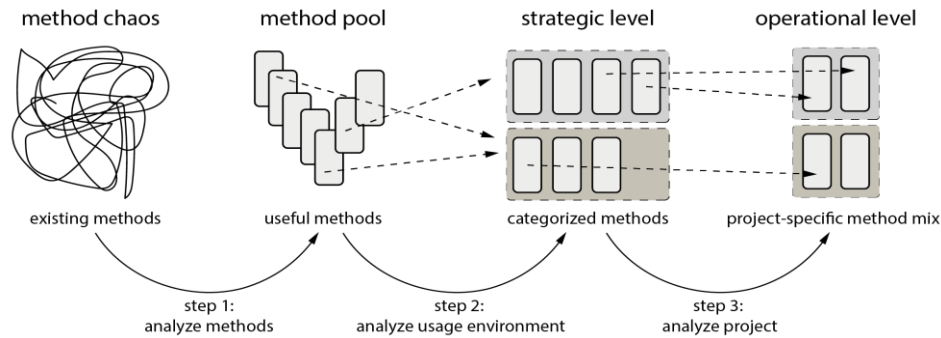 method chaos
method pool
strategic level
operational level
existing methods
useful methods
categorized methods
project-specific method mix
step 1:
analyze methods
step 2:
analyze usage environment
step 3:
analyze project